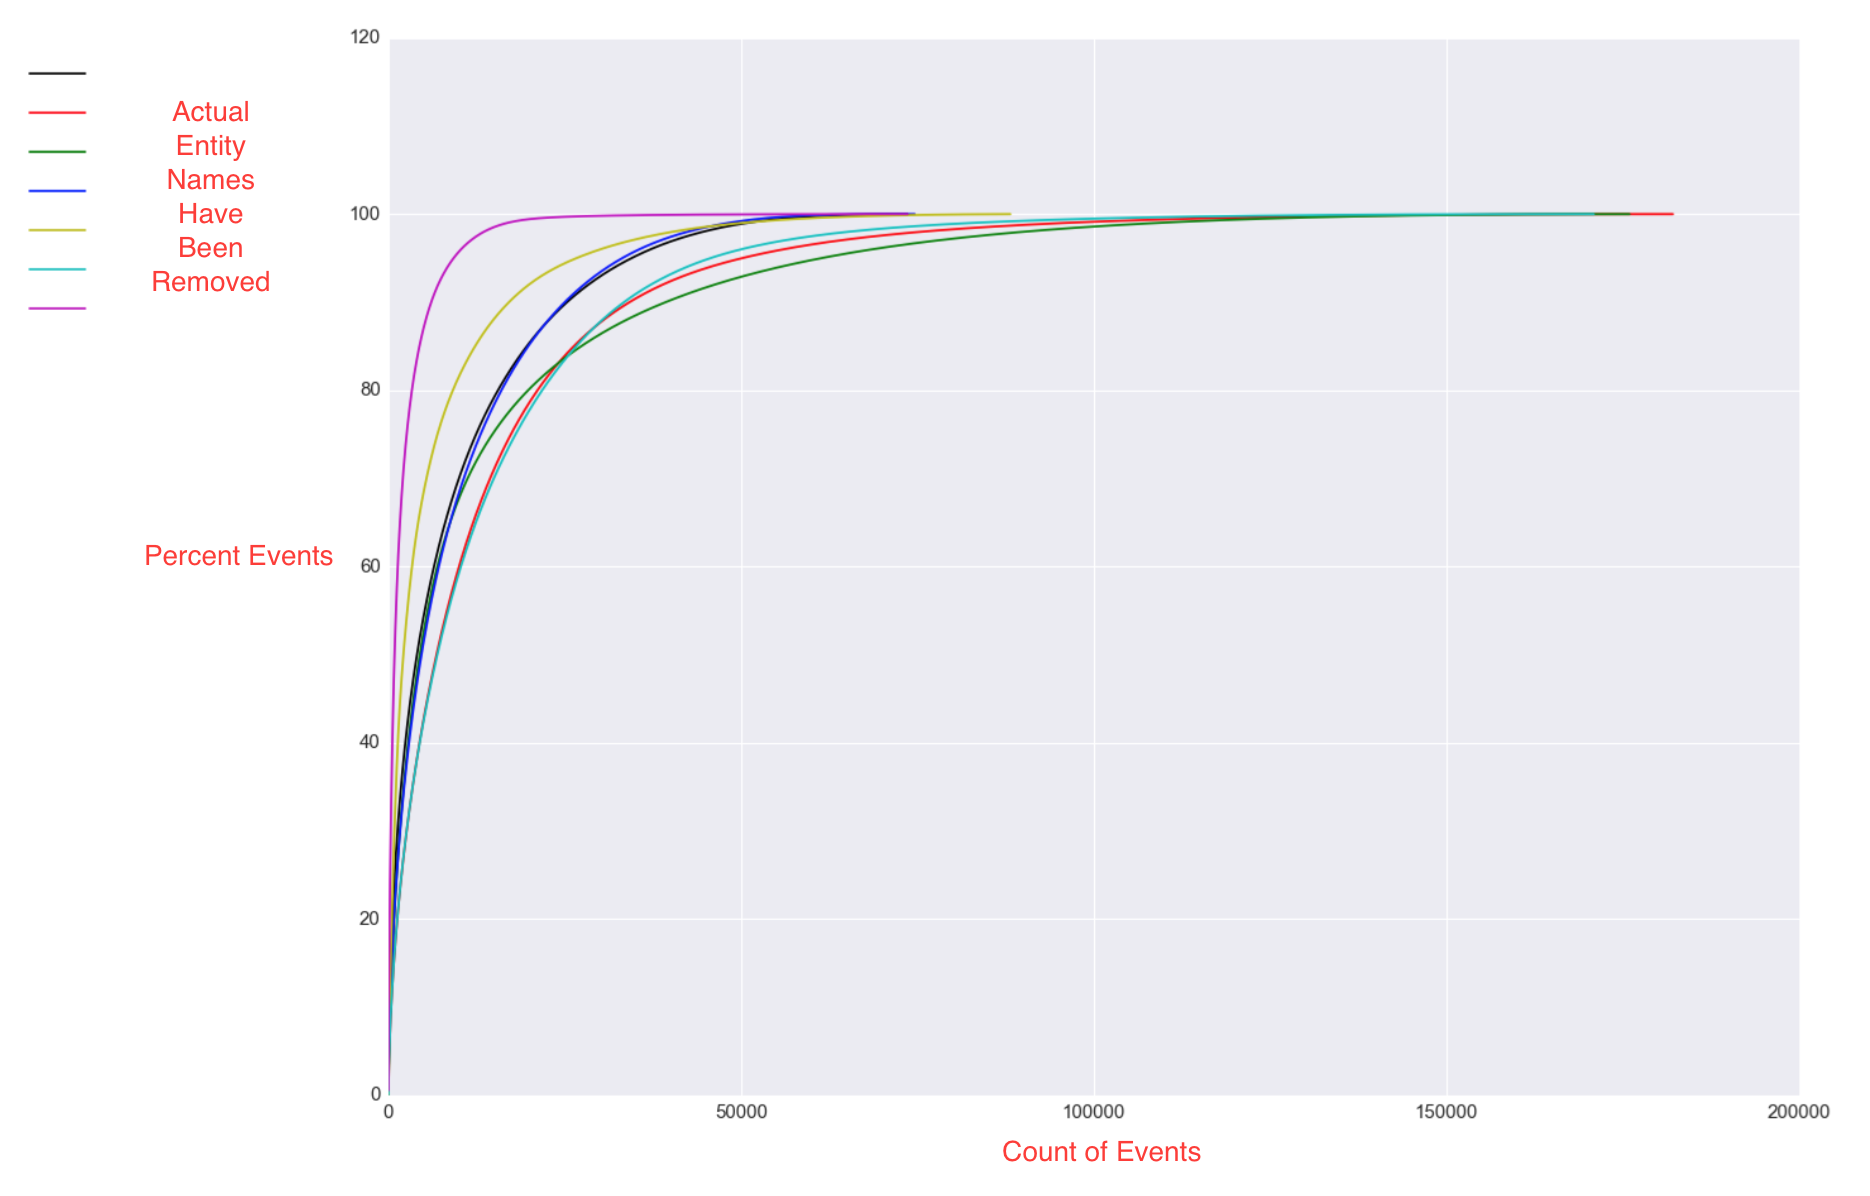 Actual
Entity
Names
Have
Been
Removed
Percent Events
120
100
80
60
40
20
0
0 50000 100000 150000 200000
Count of Events